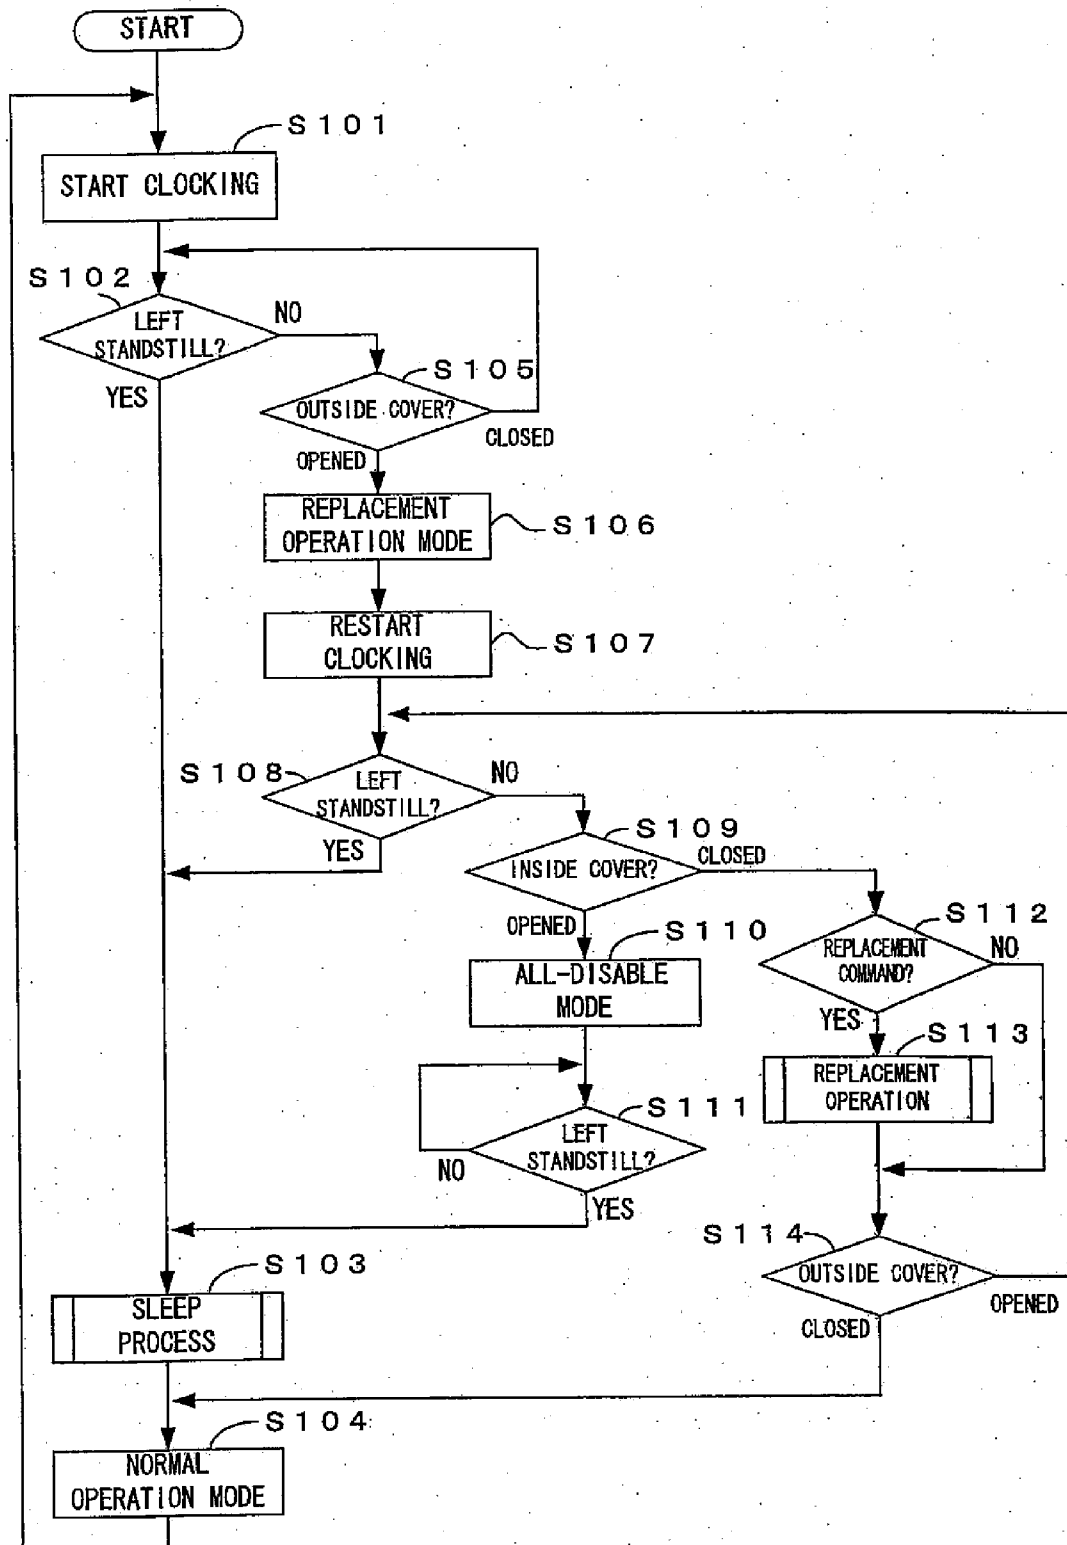 START
S101
START CLOCKING
S102
LEFT
STANDSTILL?
NO
YES
S105
OUTSIDE COVER?
CLOSED
OPENED
REPLACEMENT
OPERATION MODE
S106
RESTART
CLOCKING
S107
S108
LEFT
STANDSTILL?
NO
YES
S109
INSIDE COVER?
CLOSED
OPENED
S110
ALL-DISABLE
MODE
S112
REPLACEMENT
COMMAND?
NO
YES
S113
REPLACEMENT
OPERATION
S111
LEFT
STANDSTILL?
NO
YES
S114
OUTSIDE COVER?
OPENED
CLOSED
S103
SLEEP
PROCESS
S104
NORMAL
OPERATION MODE